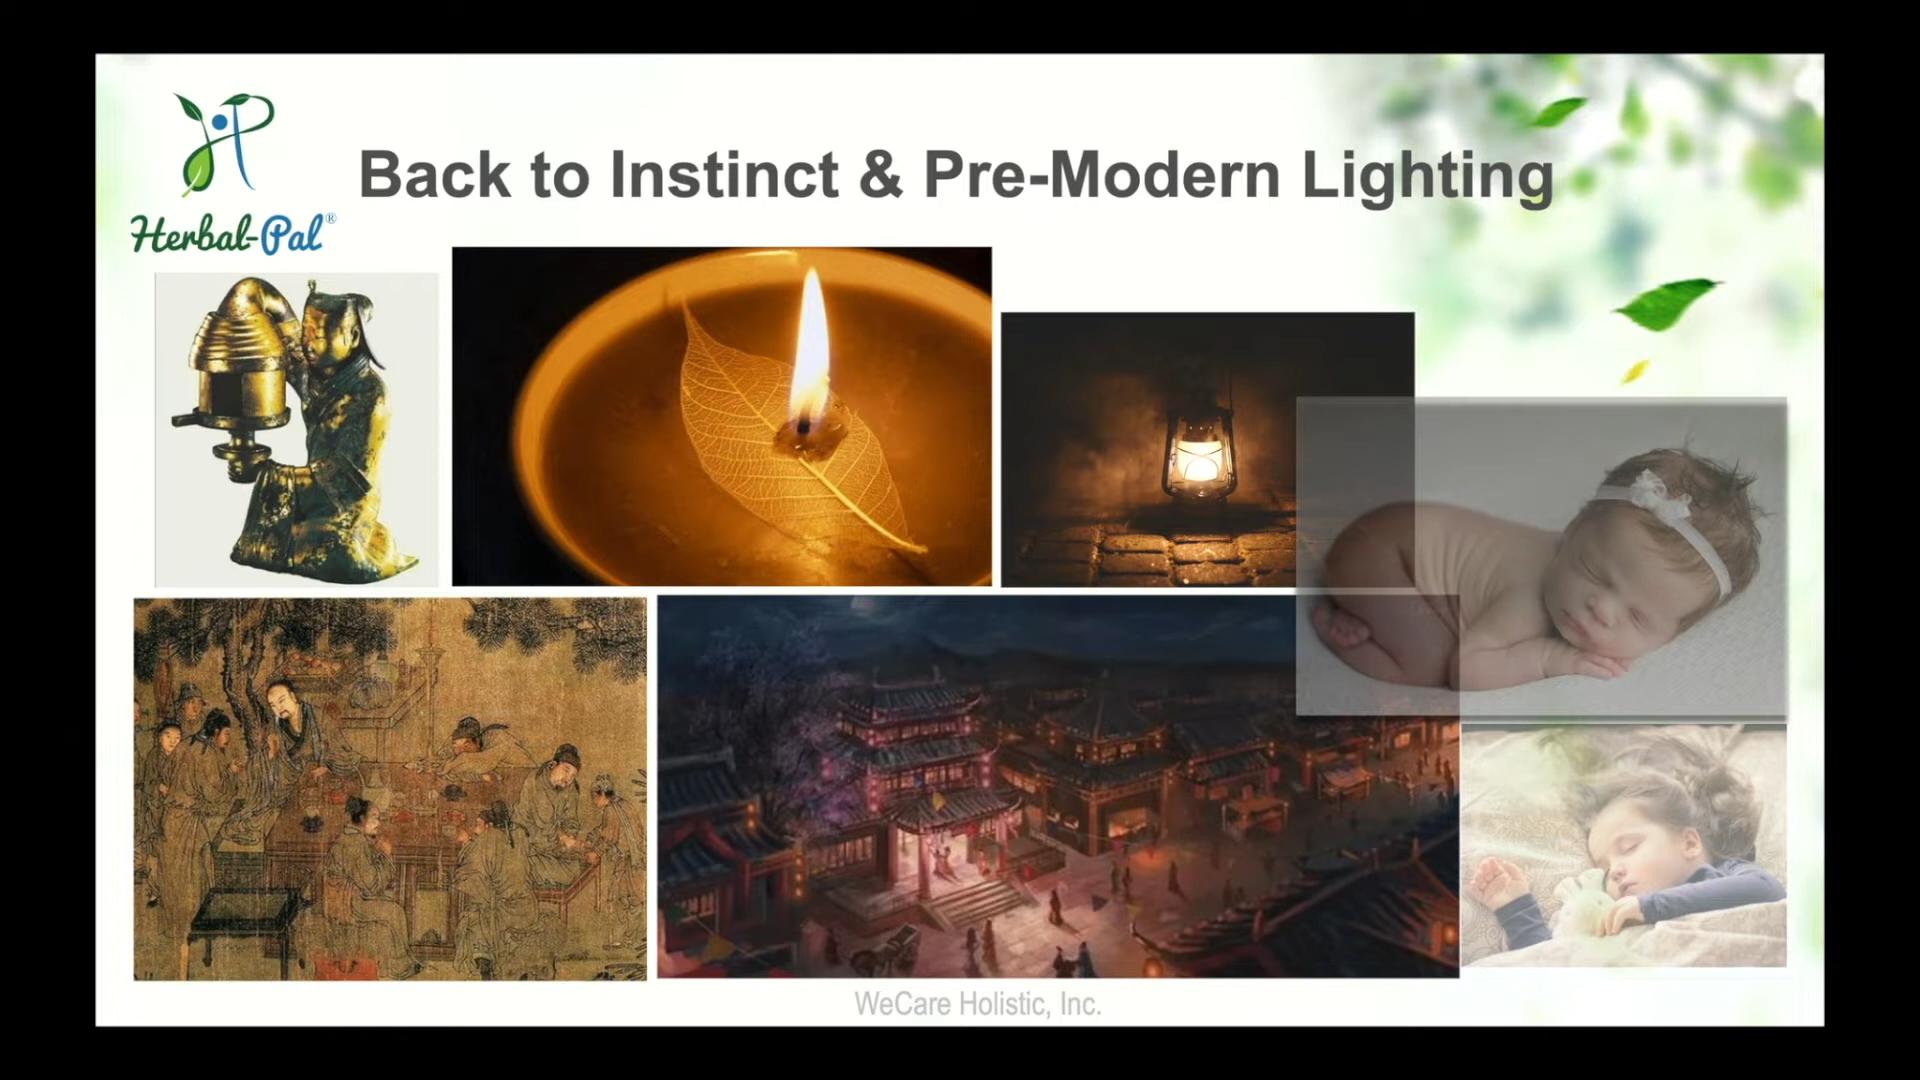 Back to Instinct & Pre-Modern Lighting
Herbal-Pal®
WeCare Holistic, Inc.